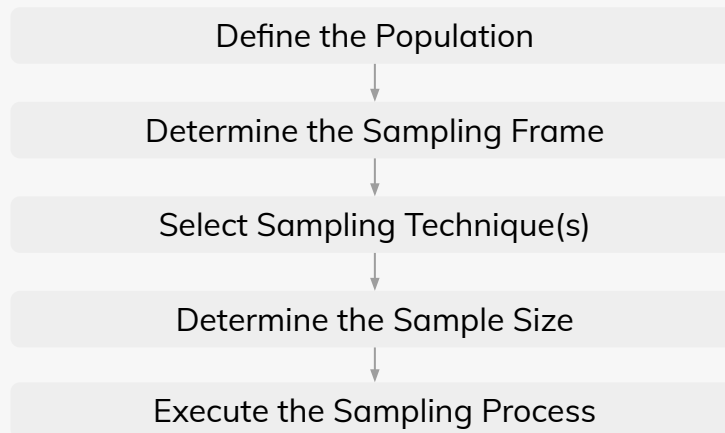 Define the Population
Determine the Sampling Frame
Select Sampling Technique(s)
Determine the Sample Size
Execute the Sampling Process